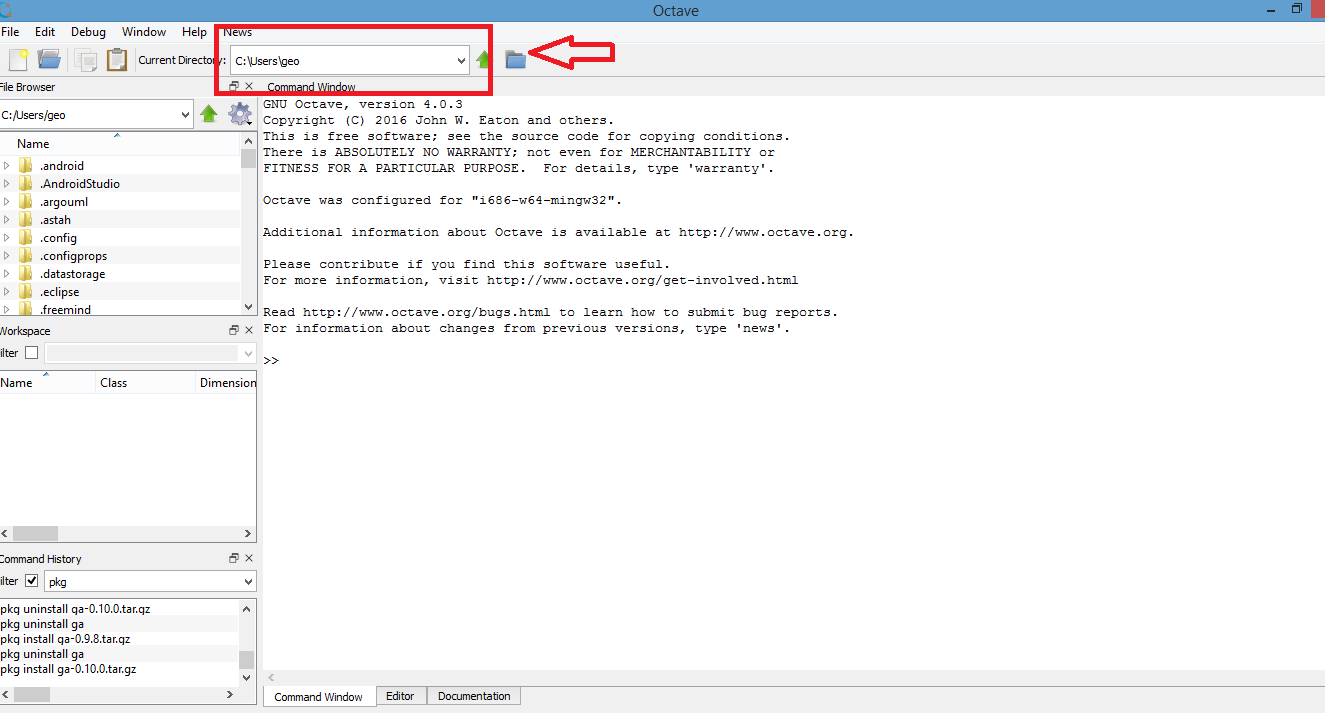 Octave
File Edit Debug Window Help News
Current Directory: C:\Users\geo
File Browser
C:/Users/geo
Name
.android
.AndroidStudio
.argouml
.astah
.config
.configprops
.datastorage
.eclipse
.freemind
Workspace
ilter
Name Class Dimension
Command History
ilter pkg
pkg uninstall ga-0.10.0.tar.gz
pkg uninstall ga
pkg install ga-0.9.8.tar.gz
pkg uninstall ga
pkg install ga-0.10.0.tar.gz
Command Window
GNU Octave, version 4.0.3
Copyright (C) 2016 John W. Eaton and others.
This is free software; see the source code for copying conditions.
There is ABSOLUTELY NO WARRANTY; not even for MERCHANTABILITY or
FITNESS FOR A PARTICULAR PURPOSE.  For details, type 'warranty'.
Octave was configured for "i686-w64-mingw32".
Additional information about Octave is available at http://www.octave.org.
Please contribute if you find this software useful.
For more information, visit http://www.octave.org/get-involved.html
Read http://www.octave.org/bugs.html to learn how to submit bug reports.
For information about changes from previous versions, type 'news'.
>>
Command Window Editor Documentation